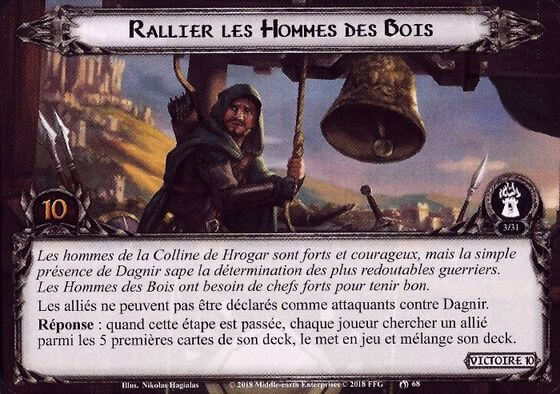 Rallier les Hommes des Bois
10
3/31
Les hommes de la Colline de Hrogar sont forts et courageux, mais la simple
présence de Dagnir sape la détermination des plus redoutables guerriers.
Les Hommes des Bois ont besoin de chefs forts pour tenir bon.
Les alliés ne peuvent pas être déclarés comme attaquants contre Dagnir.
Réponse : quand cette étape est passée, chaque joueur chercher un allié
parmi les 5 premières cartes de son deck, le met en jeu et mélange son deck.
VICTOIRE 10
Illus. Nikolas Hagialas © 2018 Middle-earth Enterprises © 2018 FFG 68